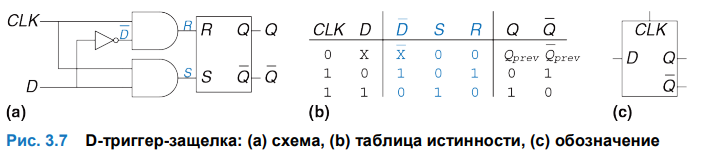 CLK
D̅
D
R
S
R Q Q
S Q̅ Q̅
(a)
CLK D D̅ S R Q Q̅
0 X X̅ 0 0 Qprev Q̅prev
1 0 1 0 1 0 1
1 1 0 1 0 1 0
(b)
CLK
D Q
Q̅
(c)
Рис. 3.7 D-триггер-защелка: (a) схема, (b) таблица истинности, (c) обозначение